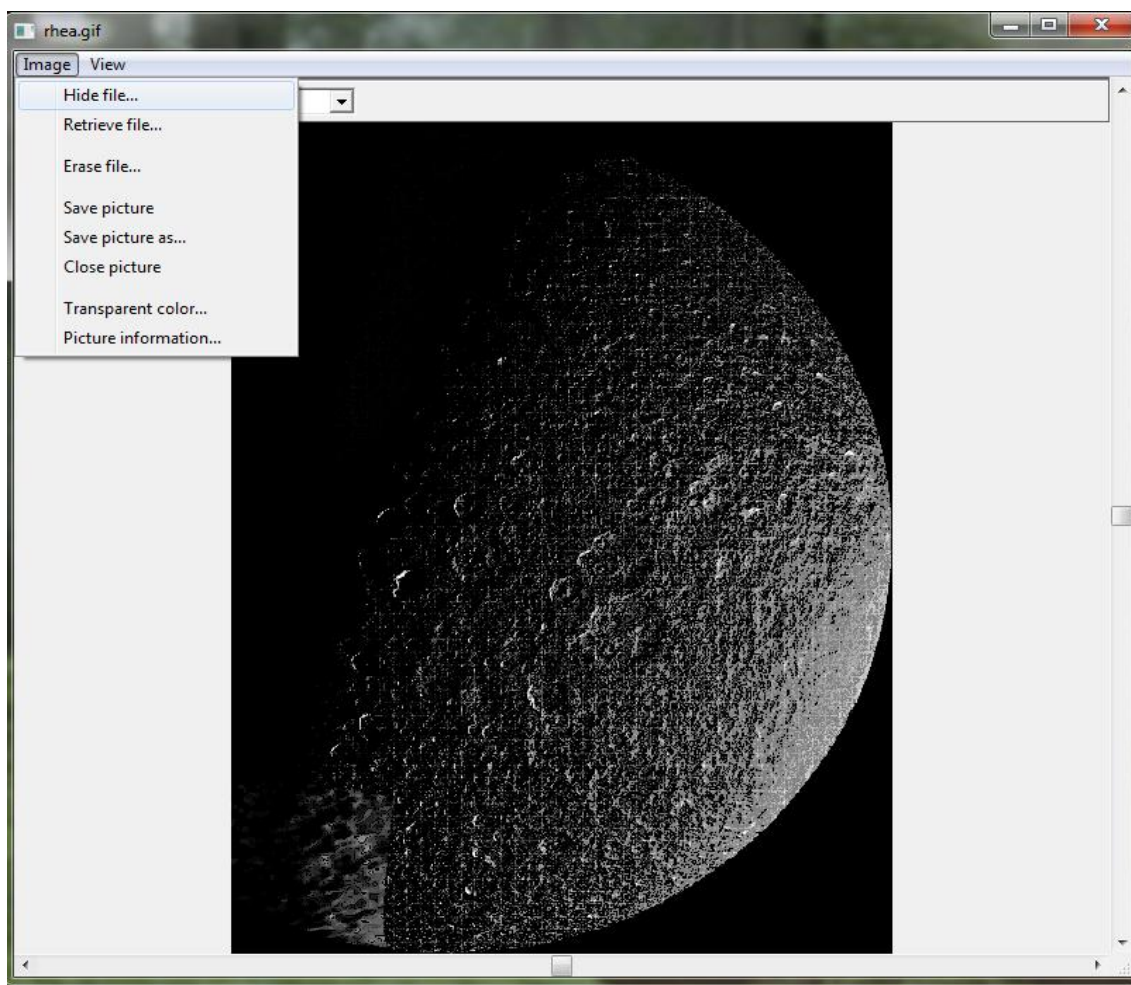 rhea.gif
Image View
Hide file...
Retrieve file...
Erase file...
Save picture
Save picture as...
Close picture
Transparent color...
Picture information...